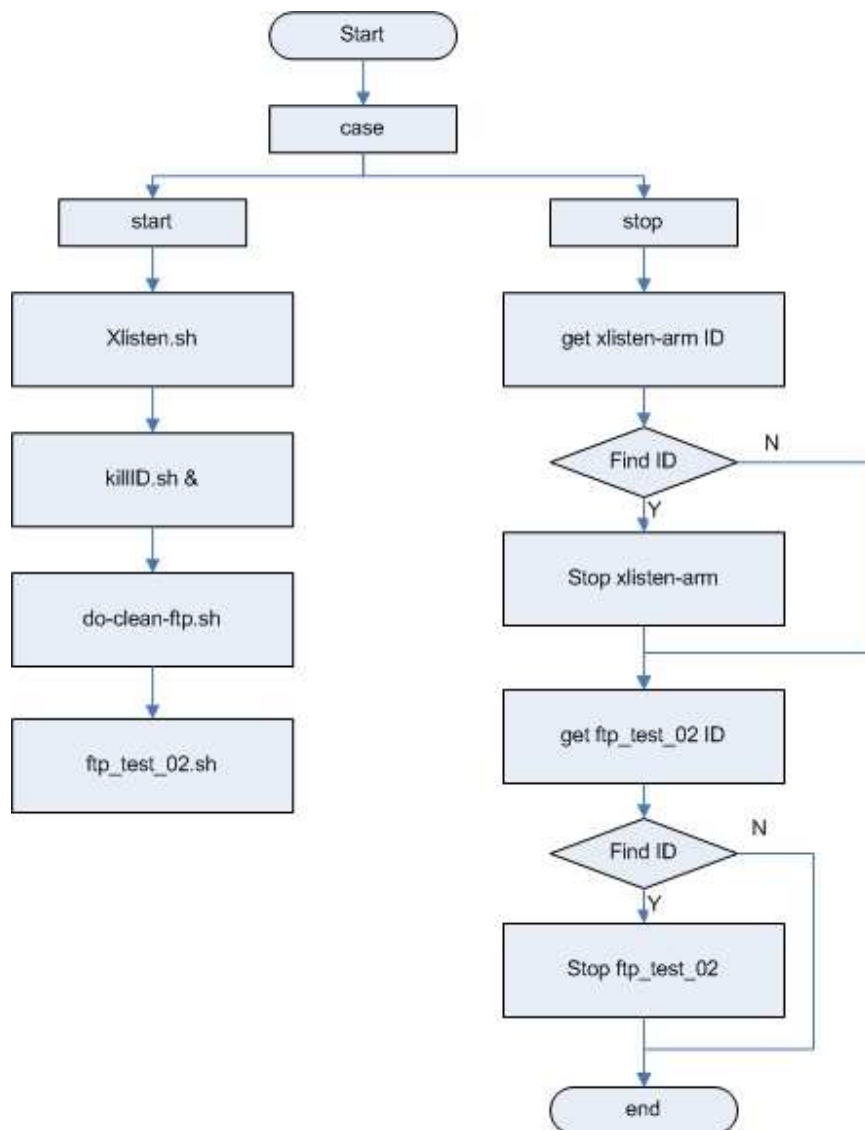 Start
case
start
Xlisten.sh
killID.sh &
do-clean-ftp.sh
ftp_test_02.sh
stop
get xlisten-arm ID
Find ID
N
Y
Stop xlisten-arm
get ftp_test_02 ID
Find ID
N
Y
Stop ftp_test_02
end